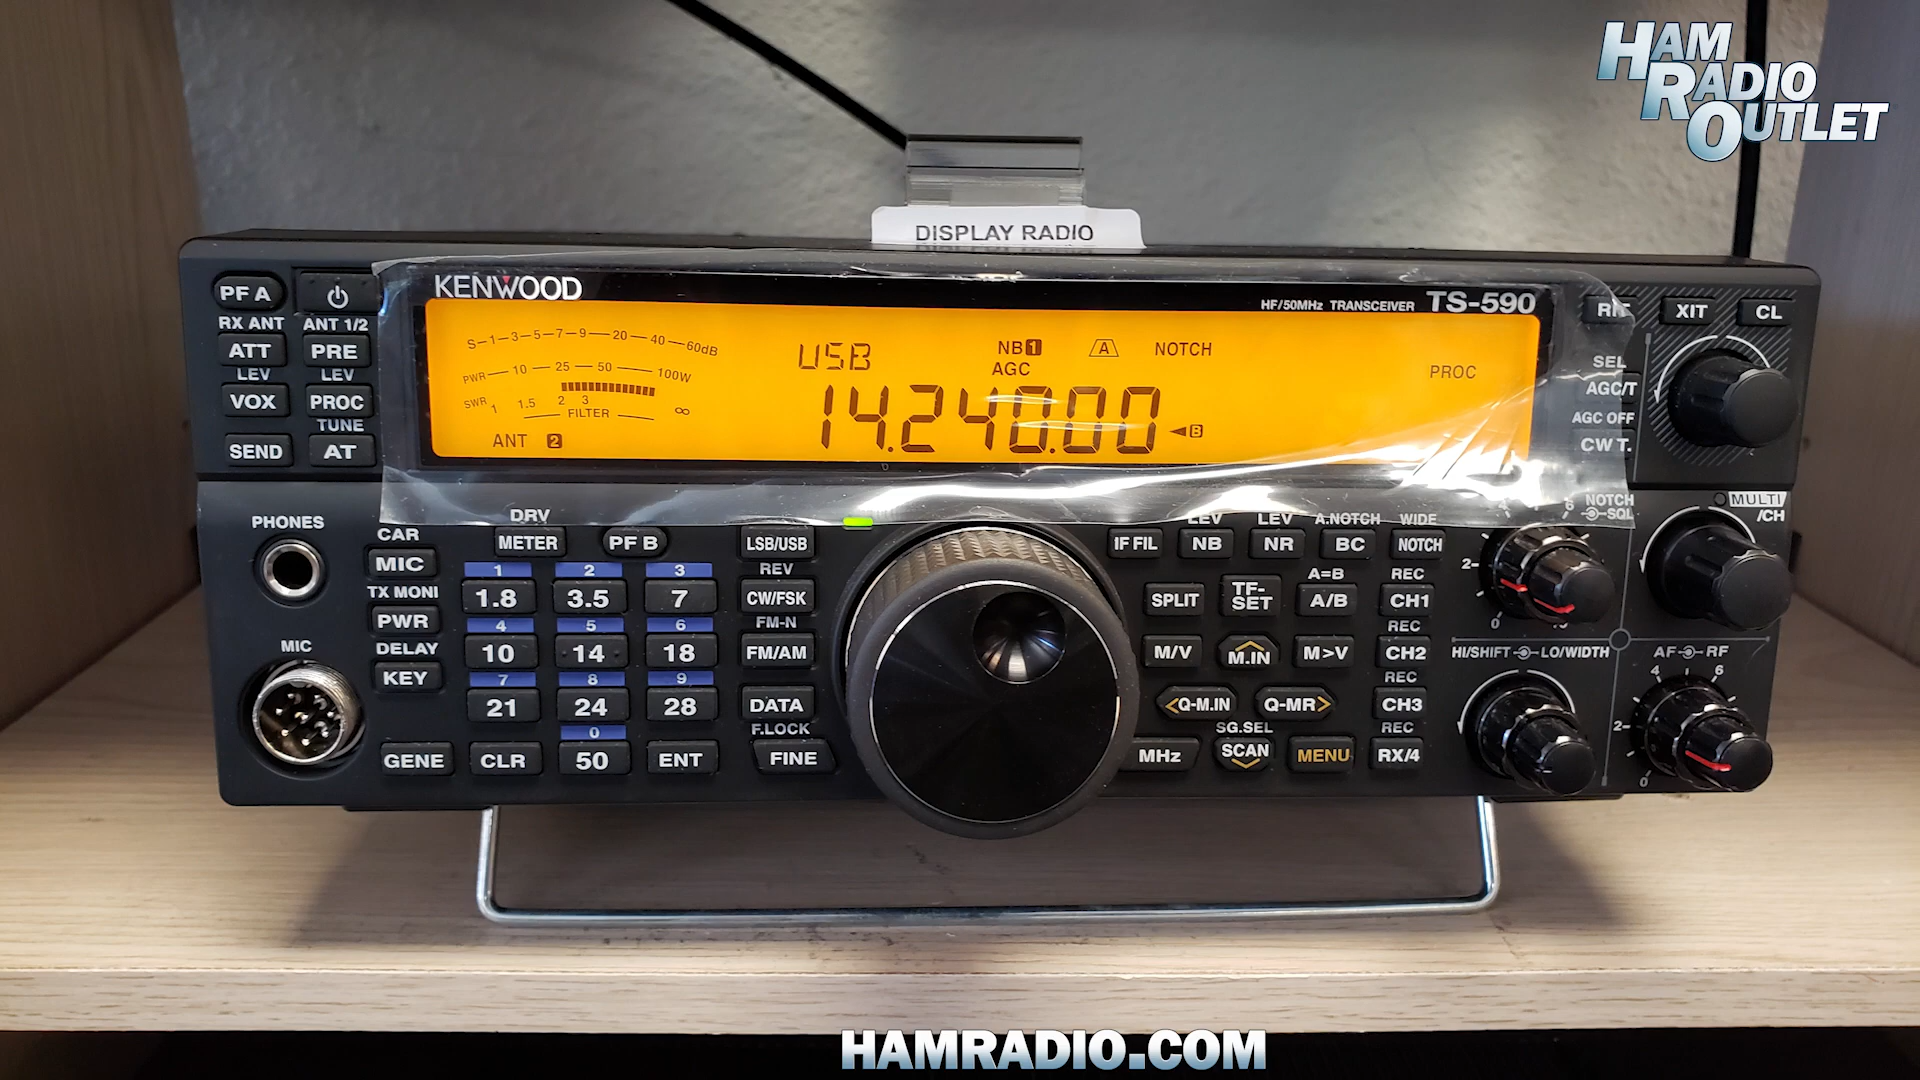 HAM
RADIO
OUTLET
DISPLAY RADIO
KENWOOD
HF/50MHz TRANSCEIVER TS-590
S-1-3-5-7-9-20-40-60dB
PWR-10-25-50-100W
SWR 1 1.5 2 3 ∞
FILTER
ANT 2
USB
NB1 A NOTCH
AGC
PROC
14.240.00 ◄B
PF A
RX ANT ANT 1/2
ATT PRE
LEV LEV
VOX PROC
TUNE
SEND AT
RIT XIT CL
SEL
AGC/T
AGC OFF
CW T.
PHONES
MIC
CAR
MIC
TX MONI
PWR
DELAY
KEY
DRV
METER PF B
1 2 3
1.8 3.5 7
4 5 6
10 14 18
7 8 9
21 24 28
0
GENE CLR 50 ENT
LSB/USB
REV
CW/FSK
FM-N
FM/AM
DATA
F.LOCK
FINE
LEV LEV A.NOTCH WIDE
IF FIL NB NR BC NOTCH
A=B REC
SPLIT TF-SET A/B CH1
REC
M/V M.IN M>V CH2
REC
<Q-M.IN Q-MR> CH3
SG.SEL REC
MHz SCAN MENU RX/4
NOTCH
SQL
MULTI
/CH
2
0
HI/SHIFT LO/WIDTH
AF RF
4 6
2
0
HAMRADIO.COM